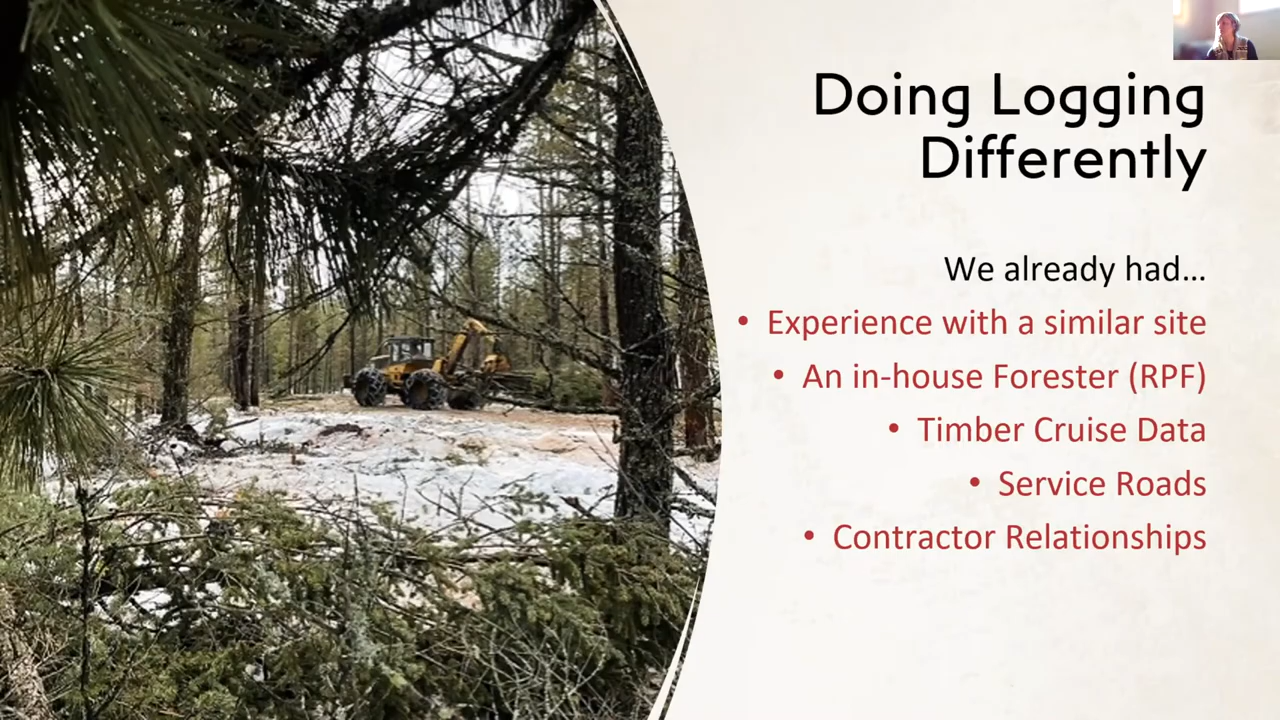 Doing Logging
Differently
We already had...
• Experience with a similar site
• An in-house Forester (RPF)
• Timber Cruise Data
• Service Roads
• Contractor Relationships